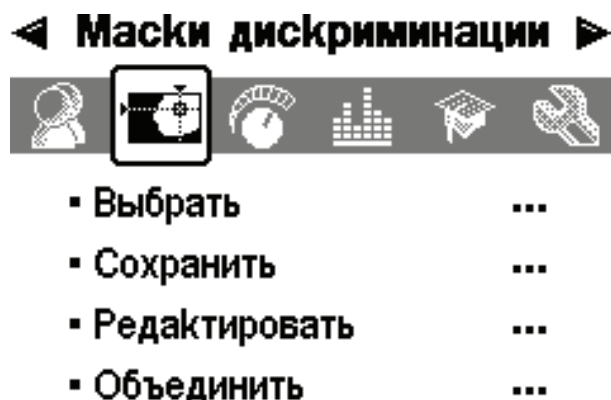 Маски дискриминации
▪ Выбрать ...
▪ Сохранить ...
▪ Редактировать ...
▪ Объединить ...